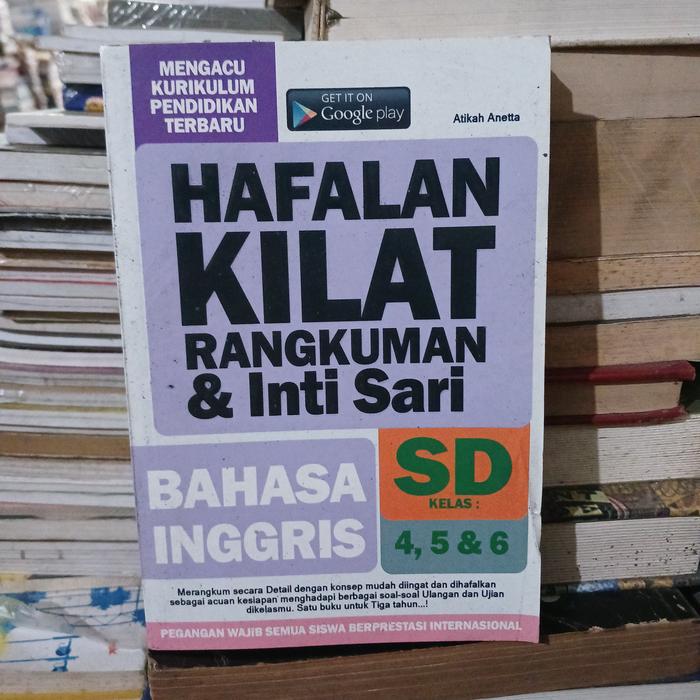 MENGACU
KURIKULUM
PENDIDIKAN
TERBARU
GET IT ON
Google play
Atikah Anetta
HAFALAN
KILAT
RANGKUMAN
& Inti Sari
BAHASA
INGGRIS
SD
KELAS :
4, 5 & 6
Merangkum secara Detail dengan konsep mudah diingat dan dihafalkan
sebagai acuan kesiapan menghadapi berbagai soal-soal Ulangan dan Ujian
dikelasmu. Satu buku untuk Tiga tahun...!
PEGANGAN WAJIB SEMUA SISWA BERPRESTASI INTERNASIONAL